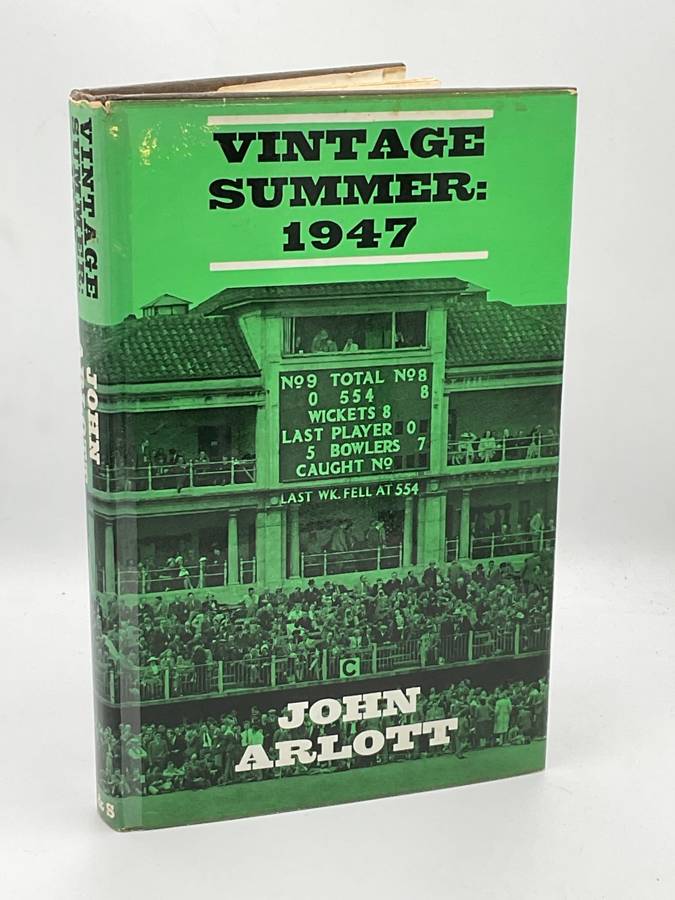 VINTAGE
SUMMER:
1947
Nº9 TOTAL Nº8
0 554 8
WICKETS 8
LAST PLAYER 0
5 BOWLERS 7
CAUGHT Nº
LAST WK. FELL AT 554
C
JOHN
ARLOTT
VINTAGE
SUMMER:
JOHN
& S